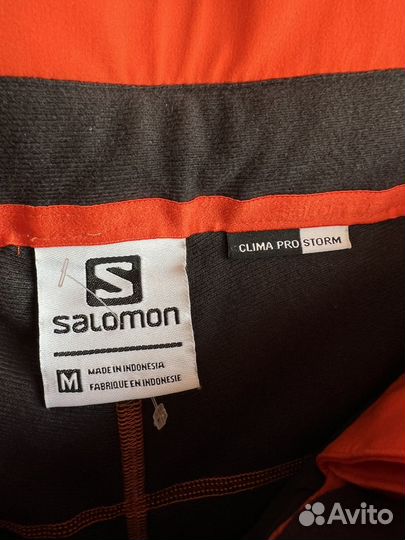 S
salomon
M
MADE IN INDONESIA
FABRIQUE EN INDONESIE
CLIMA PRO STORM
Avito